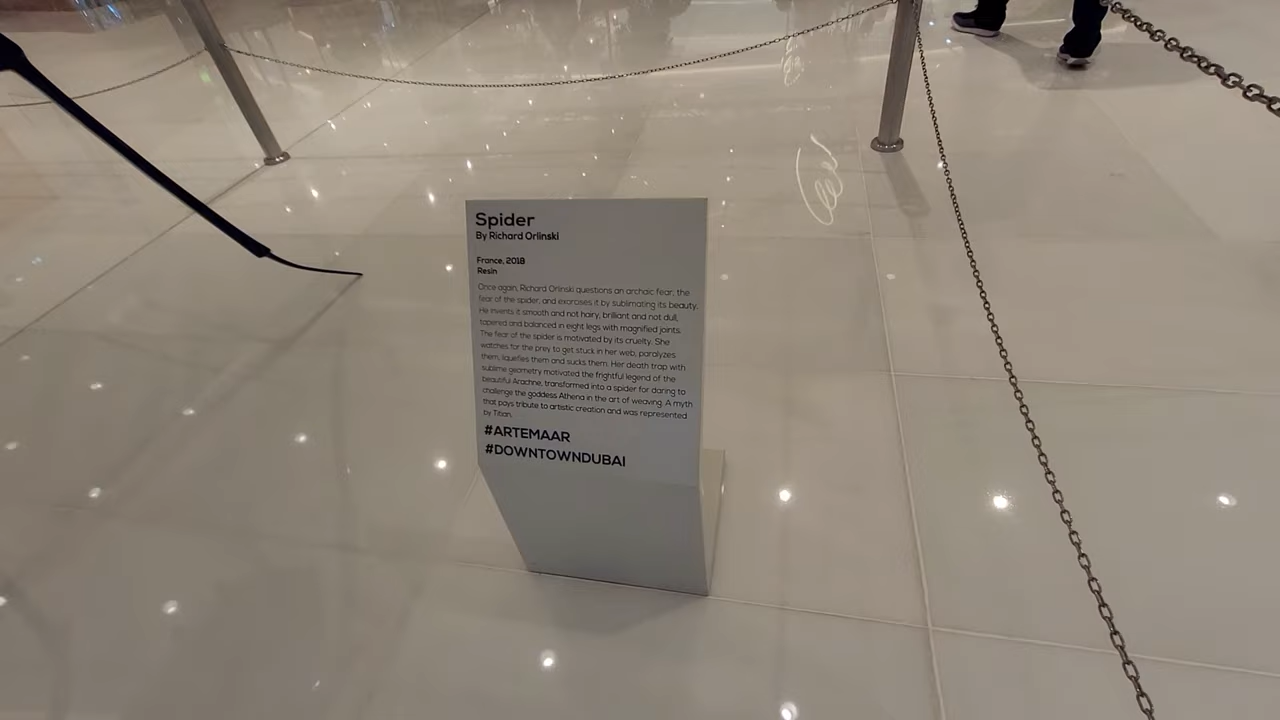 Spider
By Richard Orlinski
France, 2018
Resin
Once again, Richard Orlinski questions an archaic fear, the
fear of the spider, and exorcises it by sublimating its beauty.
He invents it smooth and not hairy, brilliant and not dull,
tapered and balanced in eight legs with magnified joints.
The fear of the spider is motivated by its cruelty. She
watches for the prey to get stuck in her web, paralyzes
them, liquefies them and sucks them. Her death trap with
sublime geometry motivated the frightful legend of the
beautiful Arachne, transformed into a spider for daring to
challenge the goddess Athena in the art of weaving. A myth
that pays tribute to artistic creation and was represented
by Titian.
#ARTEMAAR
#DOWNTOWNDUBAI